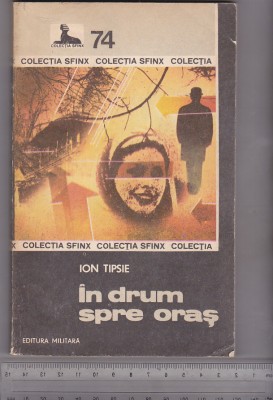 COLECȚIA SFINX
74
COLECȚIA SFINX COLECȚIA SFINX COLECȚIA
COLECȚIA SFINX COLECȚIA SFINX COLECȚIA
ION TIPSIE
în drum
spre oraș
EDITURA MILITARĂ